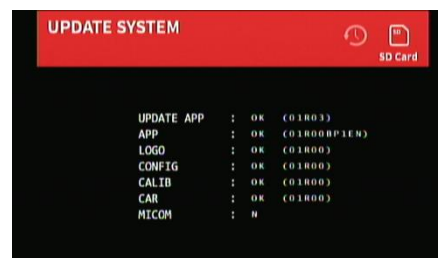 UPDATE SYSTEM
SD
SD Card
UPDATE APP : OK (01R03)
APP : OK (01R00BP1EN)
LOGO : OK (01R00)
CONFIG : OK (01R00)
CALIB : OK (01R00)
CAR : OK (01R00)
MICOM : N